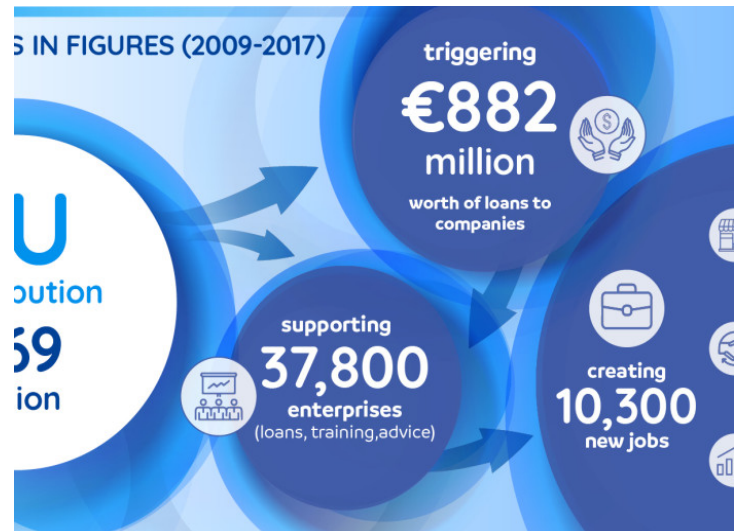 S IN FIGURES (2009-2017)
triggering
€882
million
worth of loans to
companies
U
bution
69
ion
supporting
37,800
enterprises
(loans, training,advice)
creating
10,300
new jobs